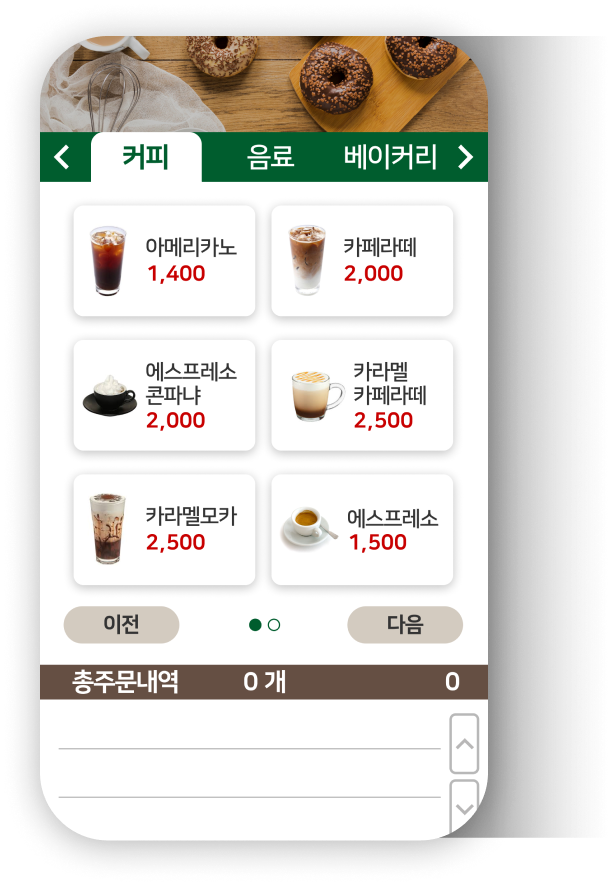 커피 음료 베이커리
아메리카노
1,400
카페라떼
2,000
에스프레소
콘파냐
2,000
카라멜
카페라떼
2,500
카라멜모카
2,500
에스프레소
1,500
이전 다음
총주문내역 0 개 0